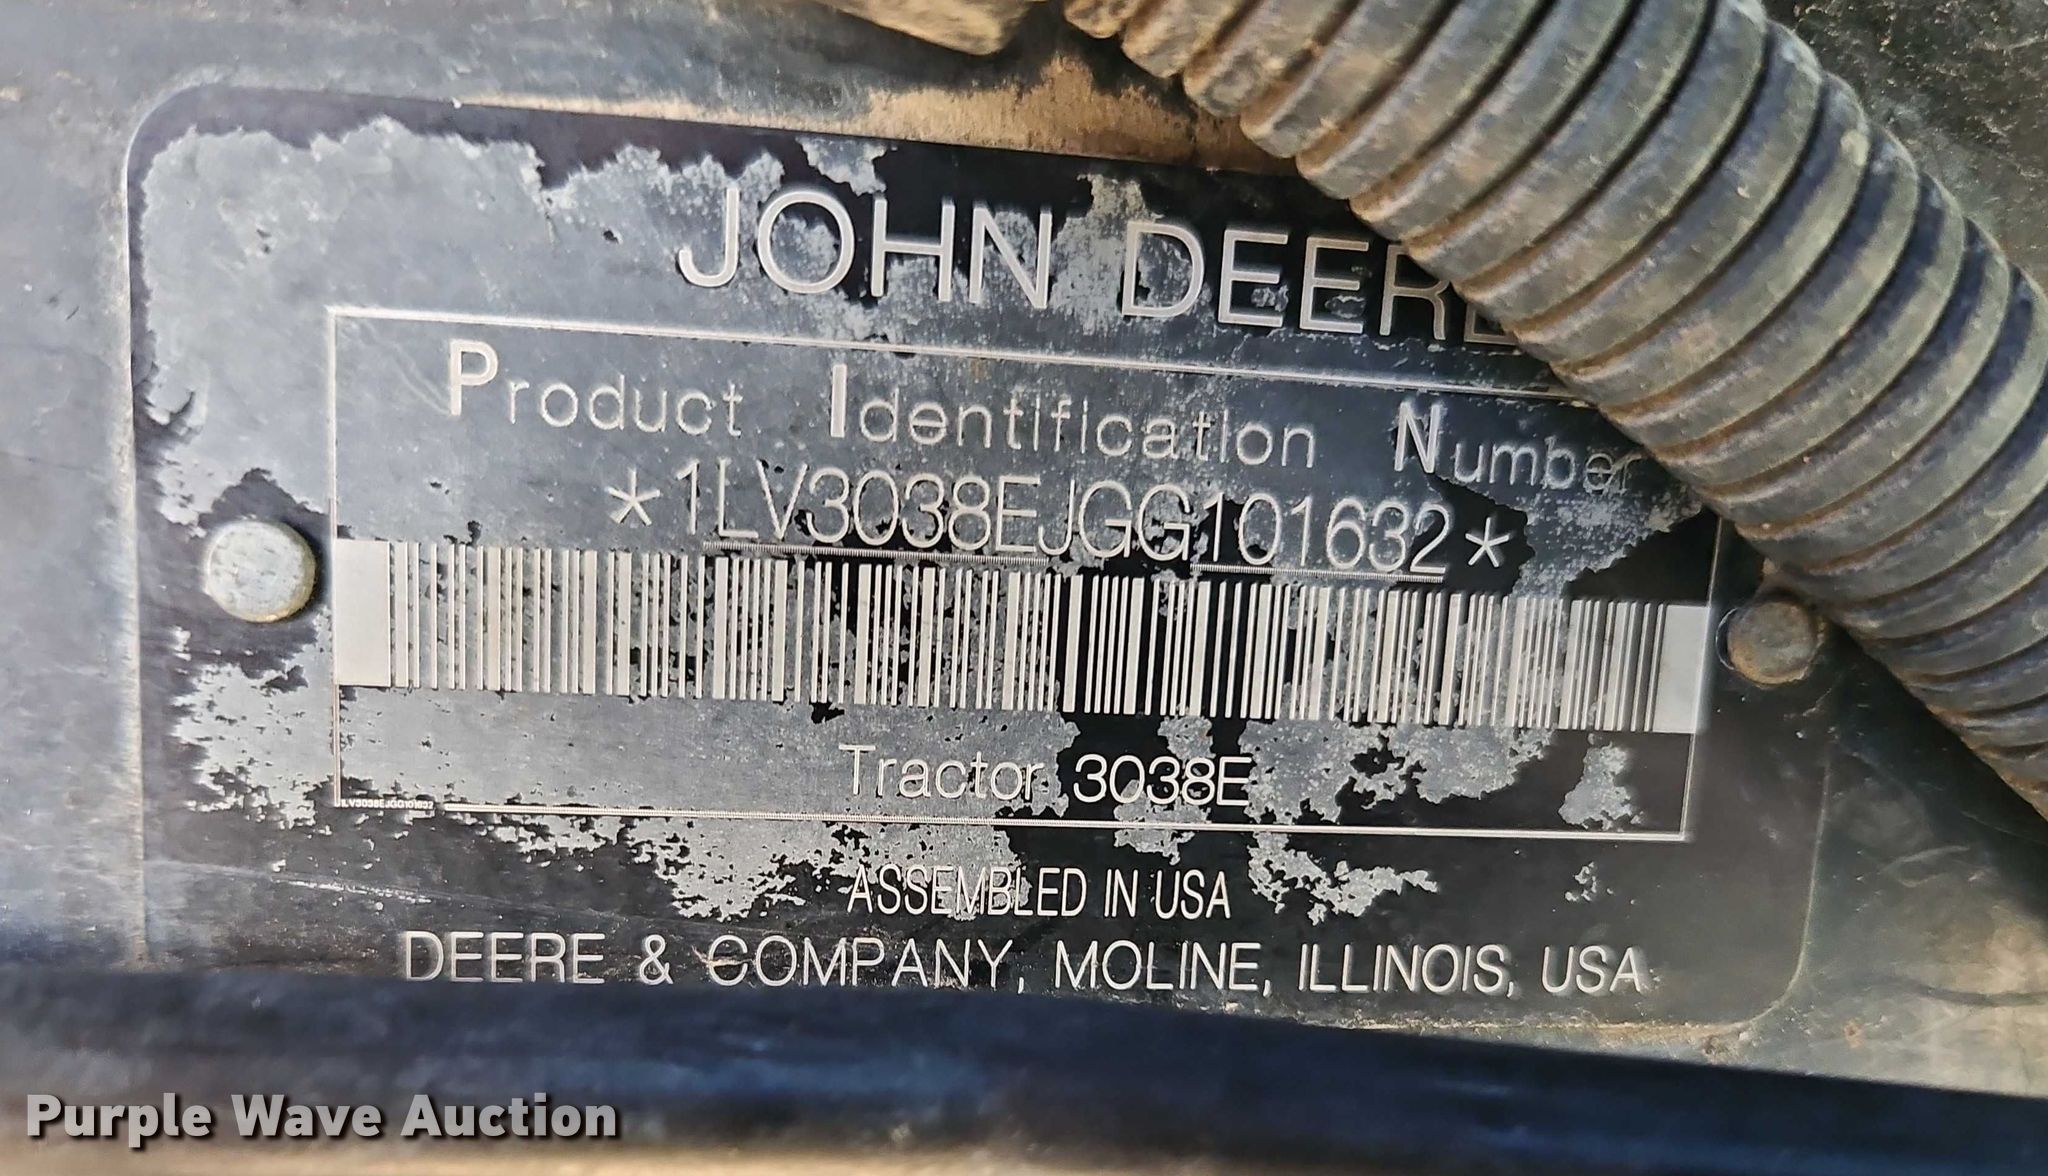 JOHN DEERE
Product Identification Number
*1LV3038EJGG101632*
Tractor 3038E
1LV3038EJGG101632
ASSEMBLED IN USA
DEERE & COMPANY, MOLINE, ILLINOIS, USA
Purple Wave Auction